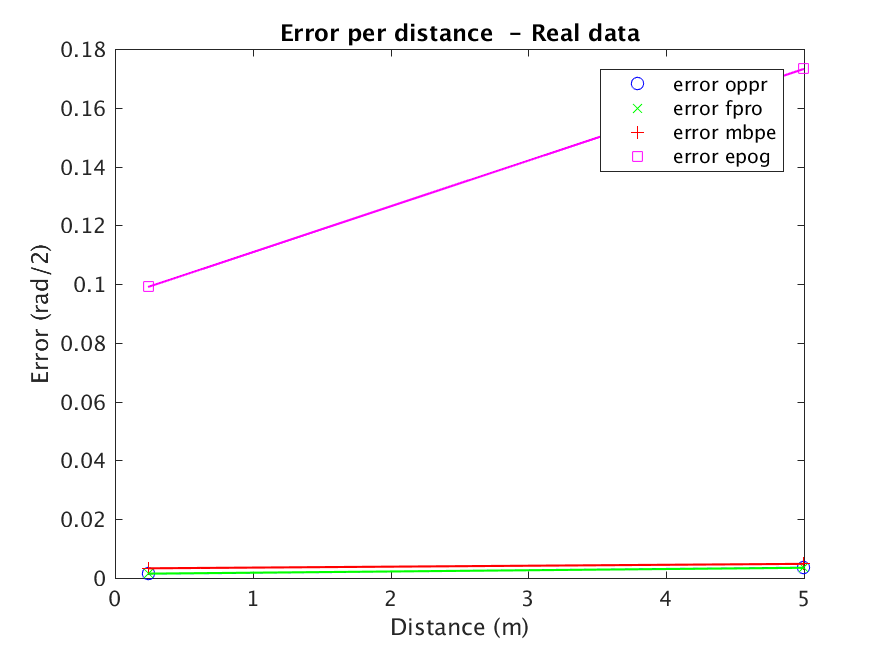 Error per distance - Real data
0.18
0.16
0.14
0.12
0.1
0.08
0.06
0.04
0.02
0
Error (rad/2)
error oppr
error fpro
error mbpe
error epog
0 1 2 3 4 5
Distance (m)